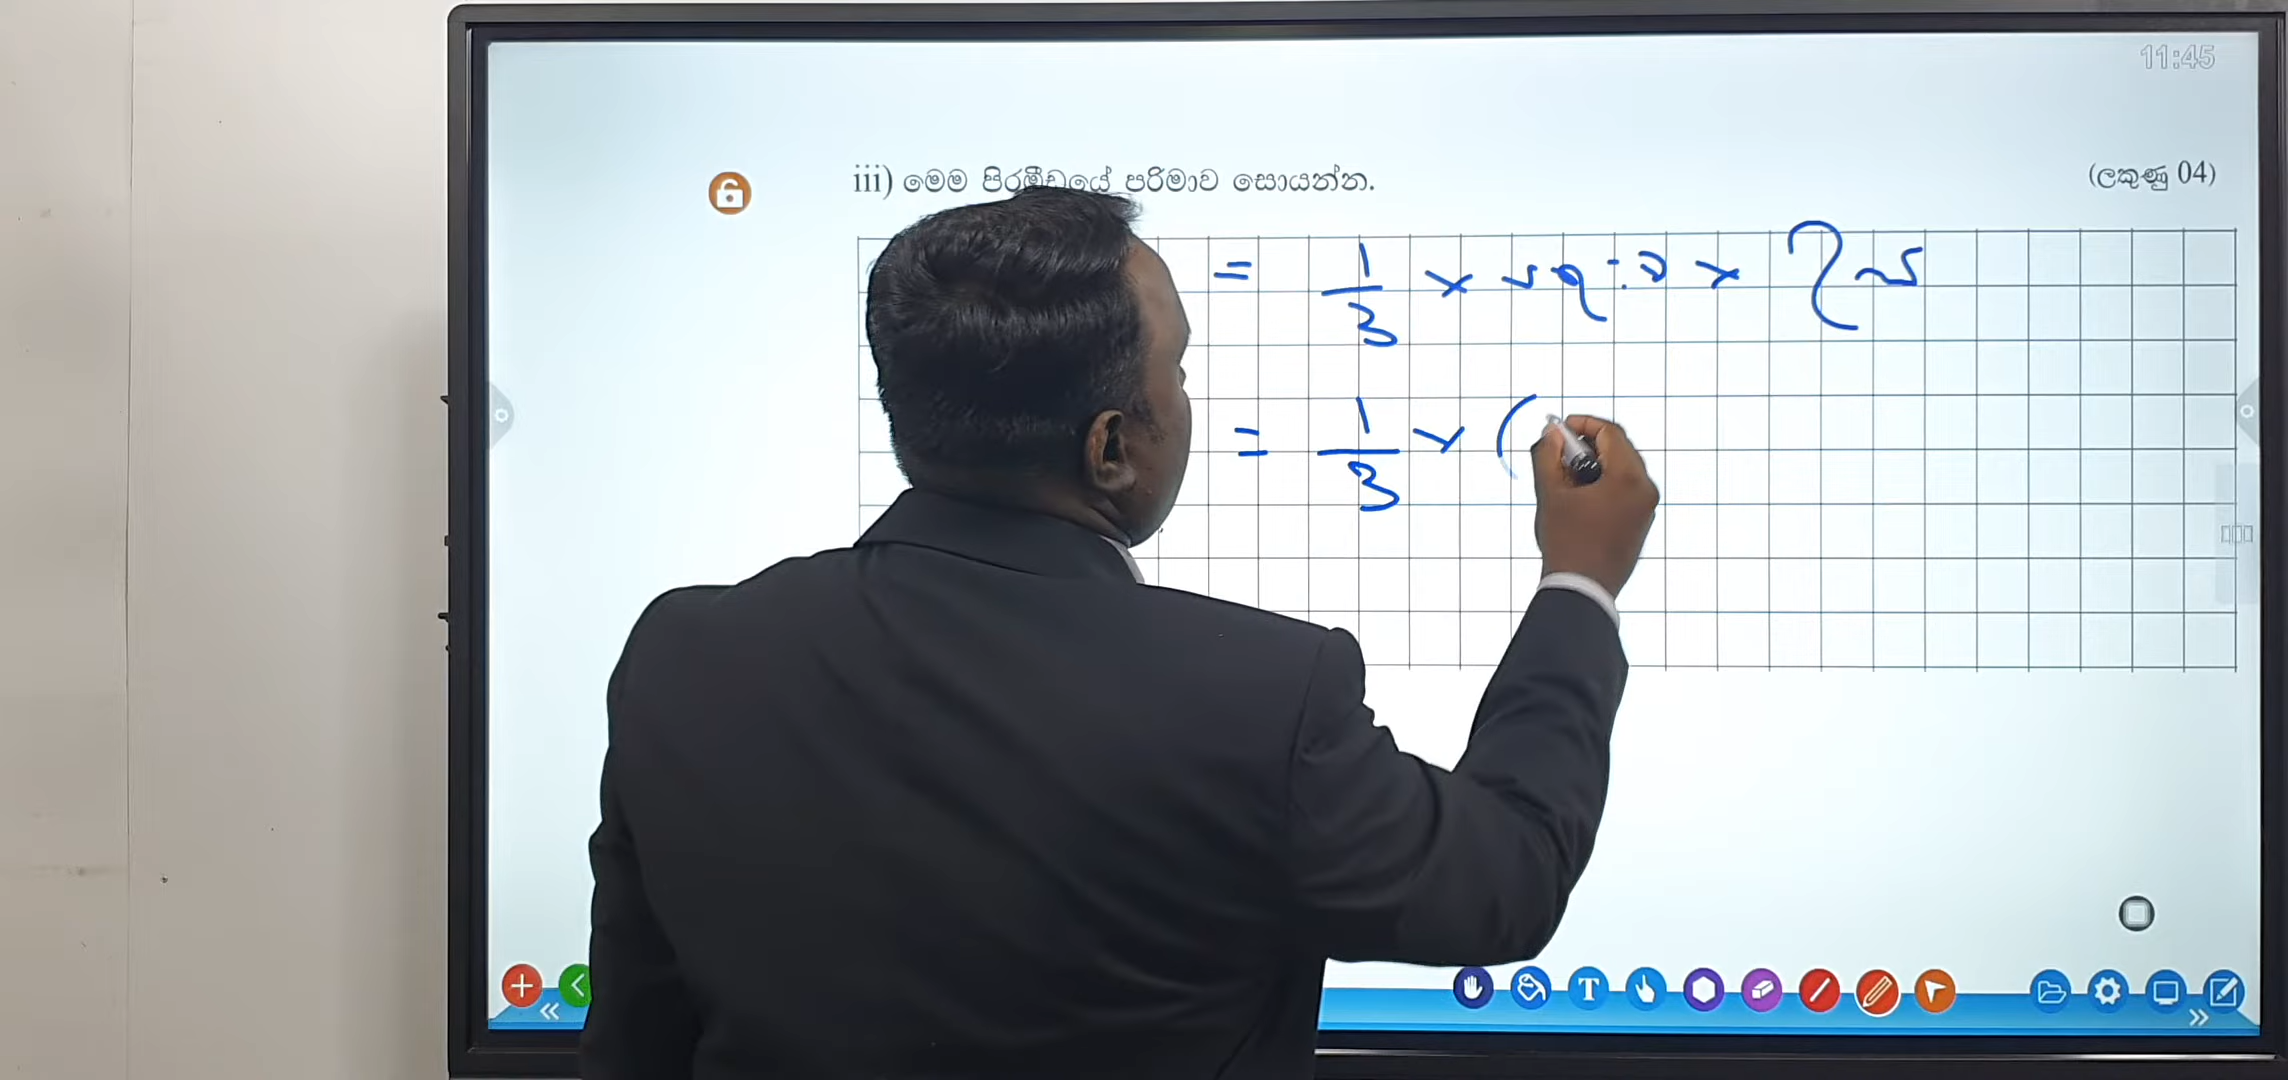 11:45
iii) මෙම පිරමීඩයේ පරිමාව සොයන්න. (ලකුණු 04)
= 1/3 ×
= 1/3 × (
T